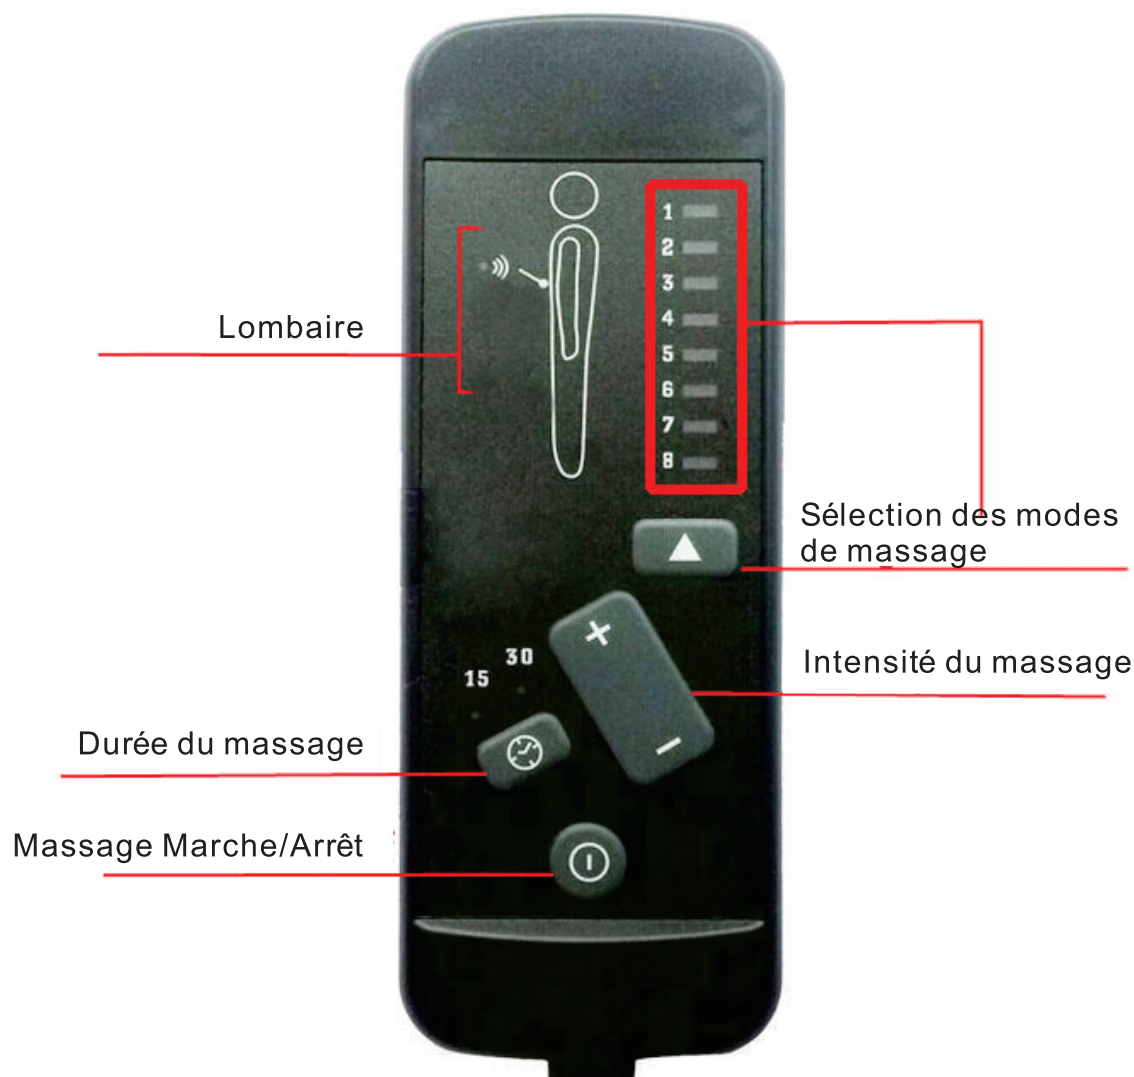 1
2
3
4
5
6
7
8
Lombaire
Sélection des modes
de massage
Intensité du massage
30
15
Durée du massage
Massage Marche/Arrêt